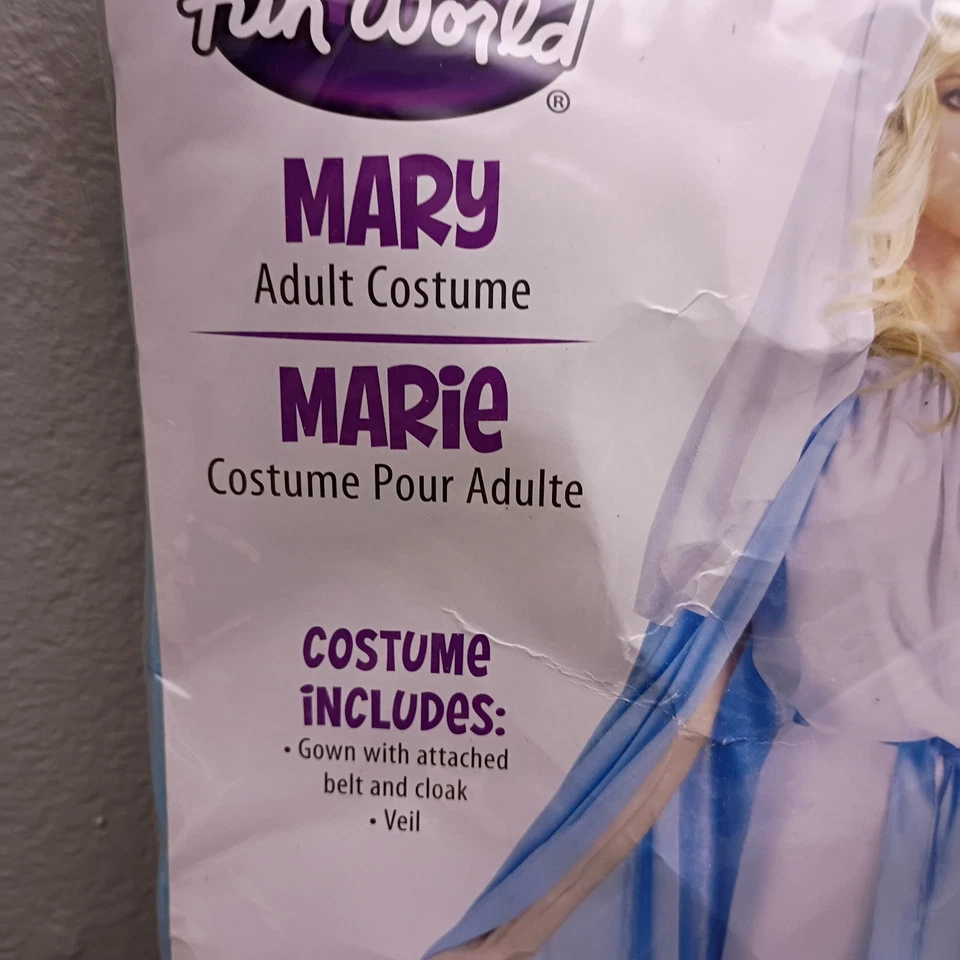 Fun World
®
MARY
Adult Costume
MARiE
Costume Pour Adulte
COSTUME
iNCLUDES:
• Gown with attached
belt and cloak
• Veil